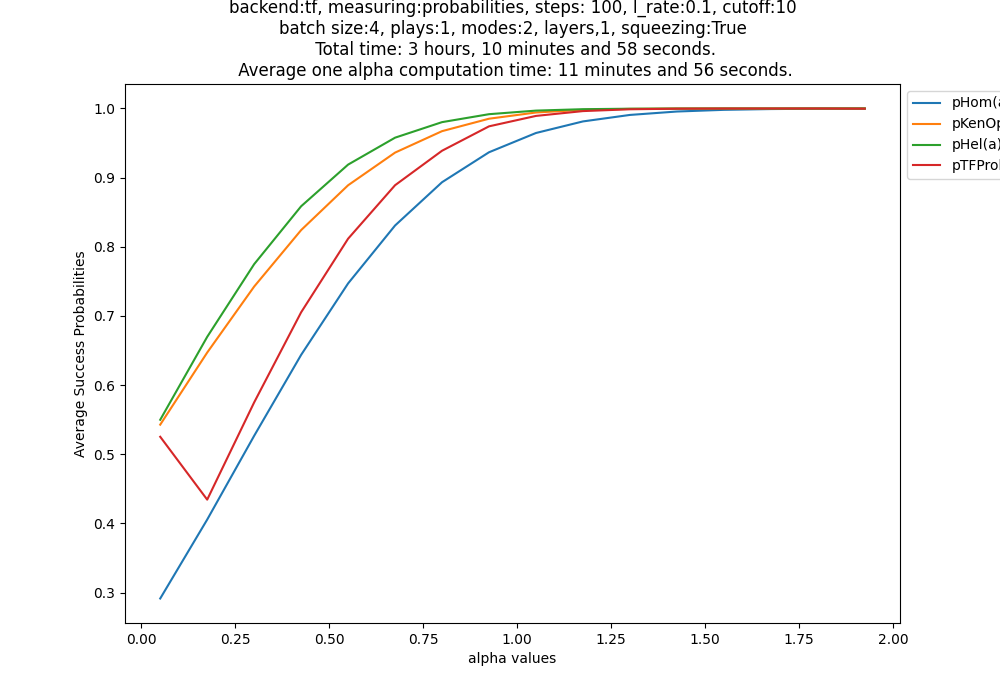 backend:tf, measuring:probabilities, steps: 100, l_rate:0.1, cutoff:10
batch size:4, plays:1, modes:2, layers,1, squeezing:True
Total time: 3 hours, 10 minutes and 58 seconds.
Average one alpha computation time: 11 minutes and 56 seconds.
pHom(a
pKenOp
pHel(a)
pTFProb
Average Success Probabilities
1.0
0.9
0.8
0.7
0.6
0.5
0.4
0.3
0.00 0.25 0.50 0.75 1.00 1.25 1.50 1.75 2.00
alpha values